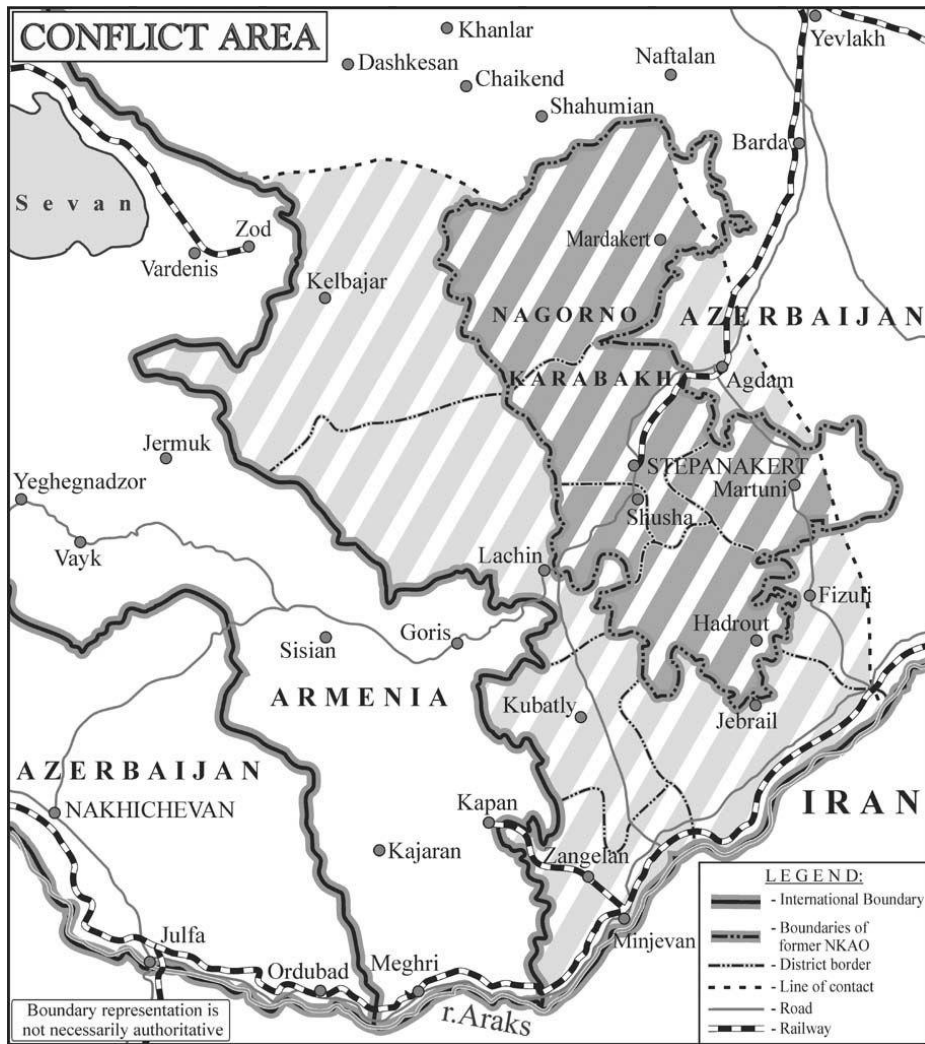 CONFLICT AREA
Khanlar
Yevlakh
Dashkesan
Naftalan
Chaikend
Shahumian
Barda
Sevan
Zod
Vardenis
Mardakert
Kelbajar
NAGORNO
AZERBAIJAN
KARABAKH
Agdam
Jermuk
STEPANAKERT
Yeghegnadzor
Martuni
Shusha
Vayk
Lachin
Fizuli
Sisian
Goris
Hadrout
ARMENIA
Kubatly
Jebrail
AZERBAIJAN
NAKHICHEVAN
IRAN
Kapan
Kajaran
Zangelan
LEGEND:
- International Boundary
- Boundaries of
former NKAO
- District border
- Line of contact
- Road
- Railway
Minjevan
Julfa
Ordubad
Meghri
r.Araks
Boundary representation is
not necessarily authoritative